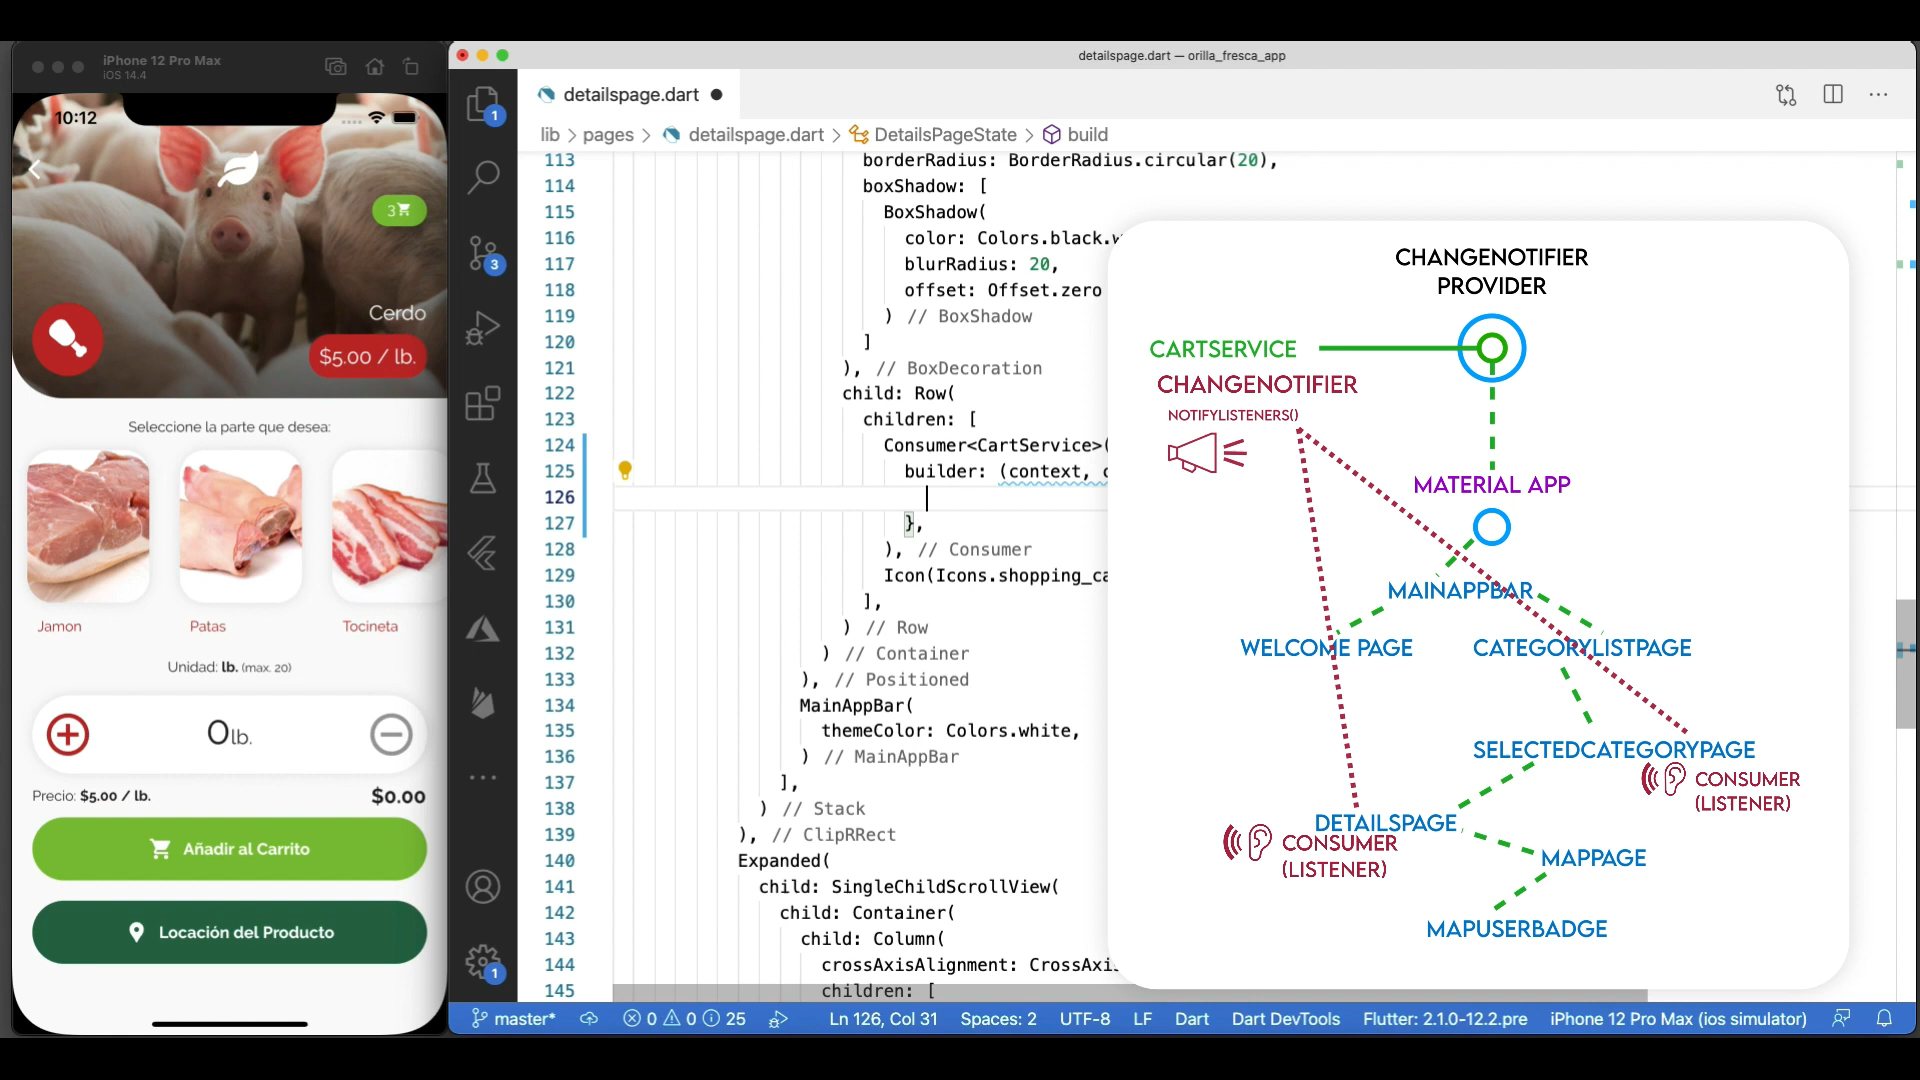 iPhone 12 Pro Max
iOS 14.4
10:12
3
Cerdo
$5.00 / lb.
Seleccione la parte que desea:
Jamon
Patas
Tocineta
Unidad: lb. (max. 20)
0lb.
Precio: $5.00 / lb.
$0.00
Añadir al Carrito
Locación del Producto
detailspage.dart — orilla_fresca_app
detailspage.dart
lib > pages > detailspage.dart > DetailsPageState > build
1
3
1
113 borderRadius: BorderRadius.circular(20),
114 boxShadow: [
115 BoxShadow(
116 color: Colors.black.
117 blurRadius: 20,
118 offset: Offset.zero
119 ) // BoxShadow
120 ]
121 ), // BoxDecoration
122 child: Row(
123 children: [
124 Consumer<CartService>(
125 builder: (context,
126
127 },
128 ), // Consumer
129 Icon(Icons.shopping_ca
130 ],
131 ) // Row
132 ) // Container
133 ), // Positioned
134 MainAppBar(
135 themeColor: Colors.white,
136 ) // MainAppBar
137 ],
138 ) // Stack
139 ), // ClipRRect
140 Expanded(
141 child: SingleChildScrollView(
142 child: Container(
143 child: Column(
144 crossAxisAlignment: CrossAxis
145 children: [
CHANGENOTIFIER
PROVIDER
CARTSERVICE
CHANGENOTIFIER
NOTIFYLISTENERS()
MATERIAL APP
MAINAPPBAR
WELCOME PAGE
CATEGORYLISTPAGE
SELECTEDCATEGORYPAGE
CONSUMER
(LISTENER)
DETAILSPAGE
CONSUMER
(LISTENER)
MAPPAGE
MAPUSERBADGE
master*
0
0
25
Ln 126, Col 31
Spaces: 2
UTF-8
LF
Dart
Dart DevTools
Flutter: 2.1.0-12.2.pre
iPhone 12 Pro Max (ios simulator)